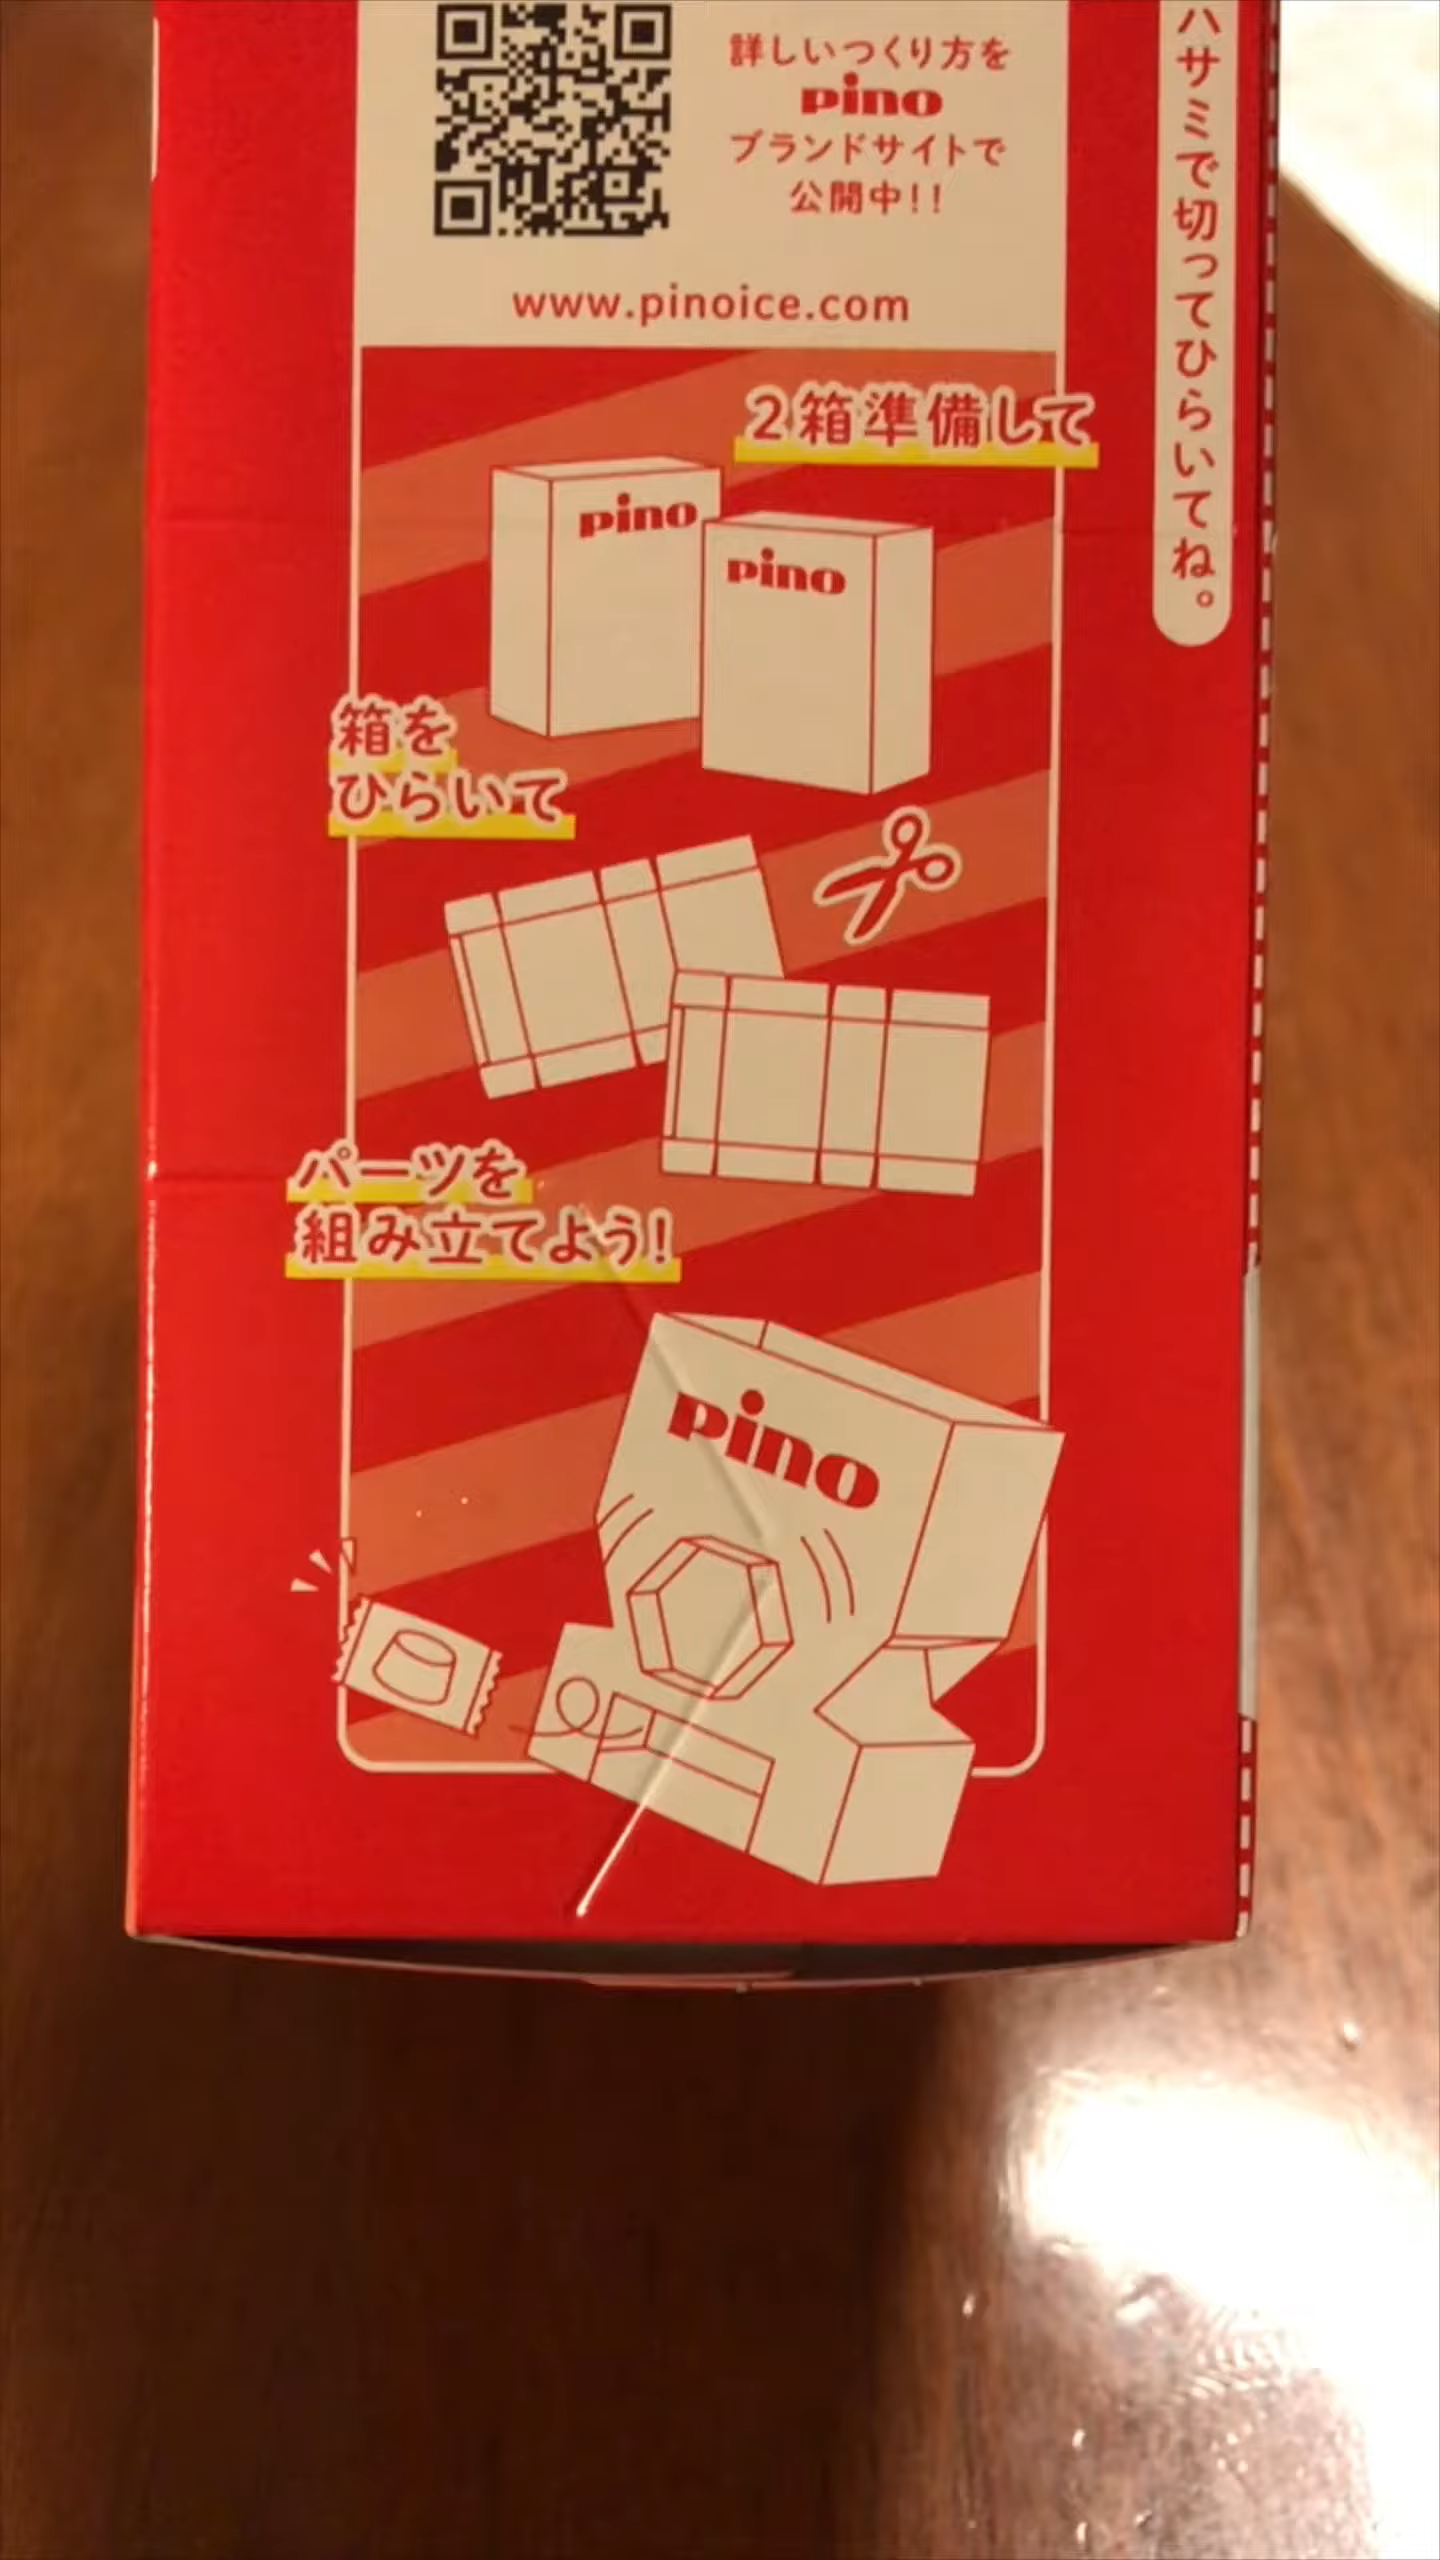 詳しいつくり方を
pino
ブランドサイトで
公開中!!
www.pinoice.com
ハサミで切ってひらいてね。
2箱準備して
pino
pino
箱を
ひらいて
パーツを
組み立てよう!
pino